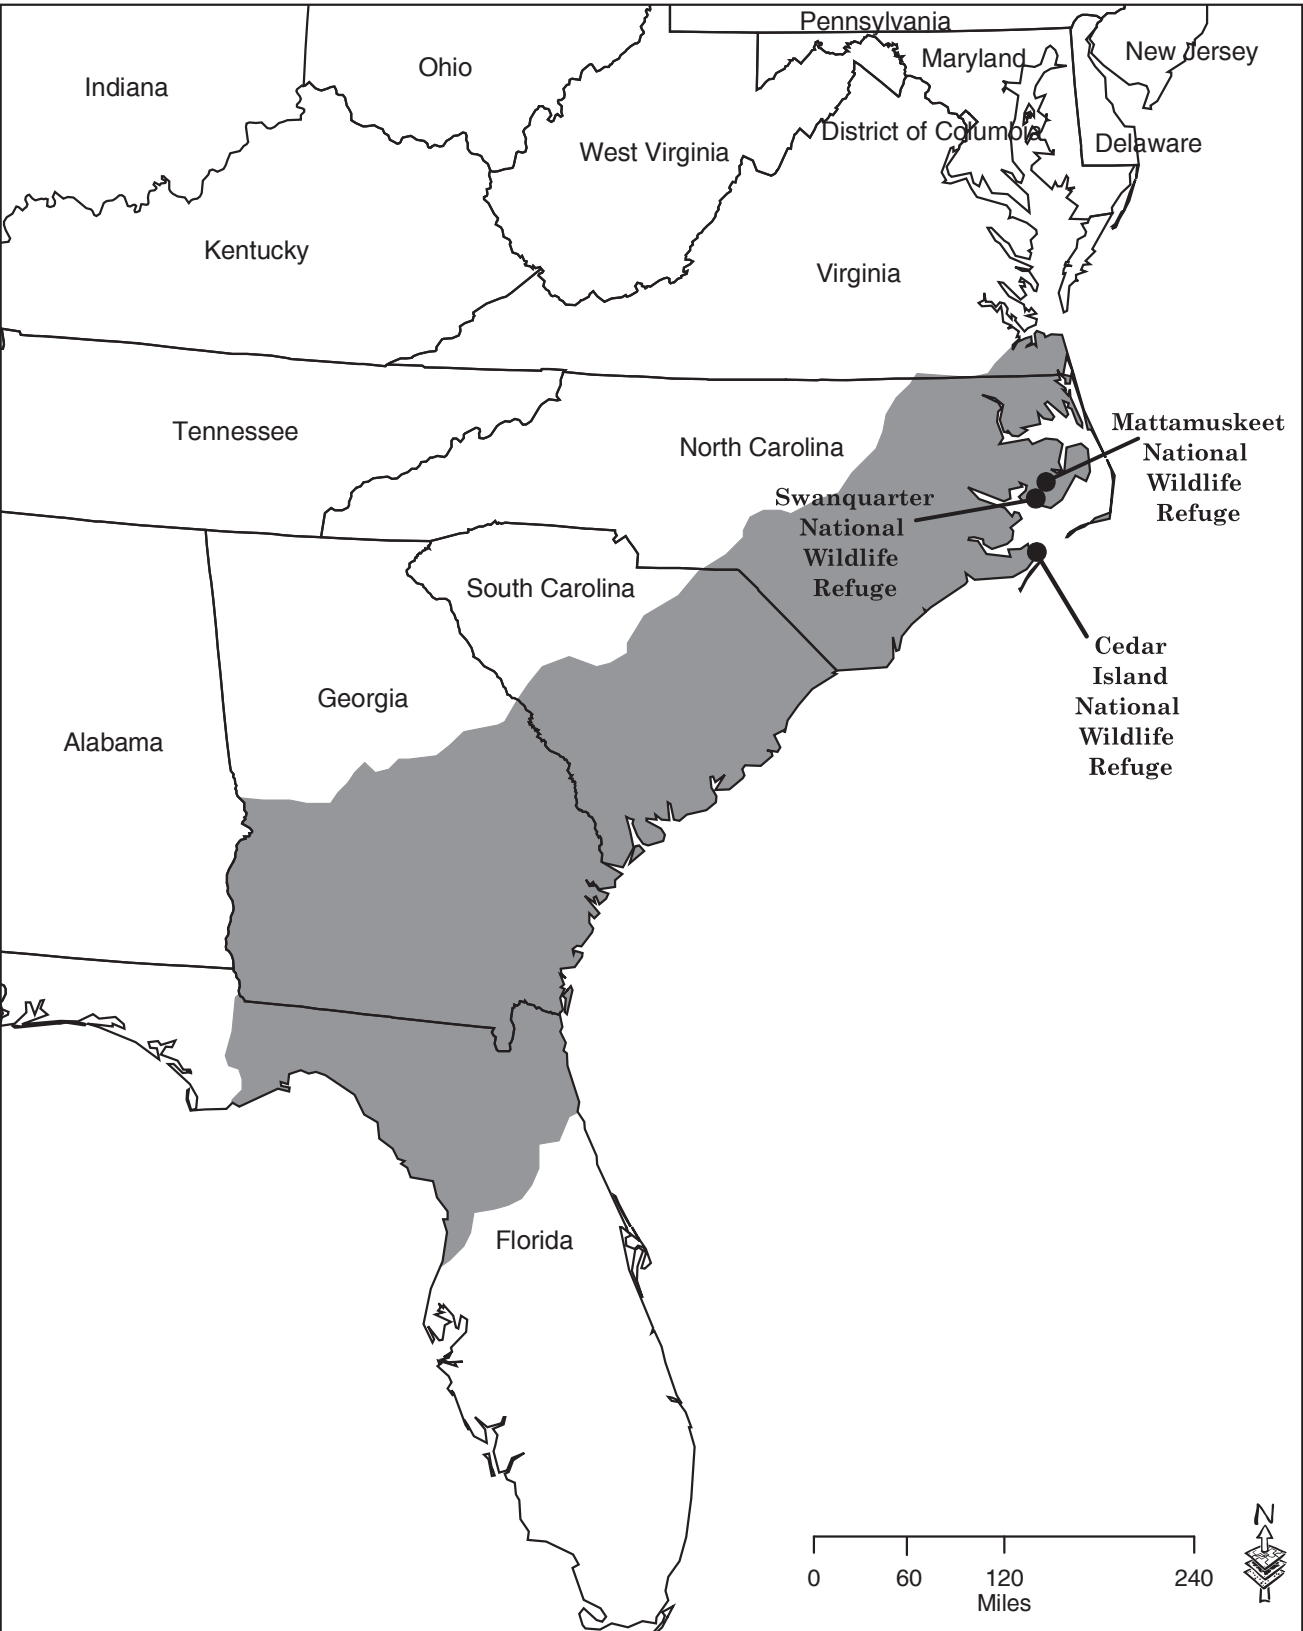 Pennsylvania
New Jersey
Maryland
Ohio
Indiana
District of Columbia
Delaware
West Virginia
Kentucky
Virginia
Mattamuskeet
National
Wildlife
Refuge
Tennessee
North Carolina
Swanquarter
National
Wildlife
Refuge
South Carolina
Cedar
Island
National
Wildlife
Refuge
Georgia
Alabama
Florida
N
0 60 120 240
Miles